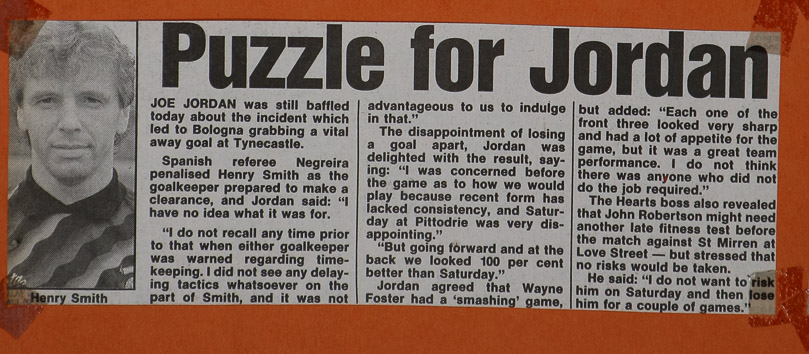 Puzzle for Jordan
JOE JORDAN was still baffled
today about the incident which
led to Bologna grabbing a vital
away goal at Tynecastle.
Spanish referee Negreira
penalised Henry Smith as the
goalkeeper prepared to make a
clearance, and Jordan said: "I
have no idea what it was for.
"I do not recall any time prior
to that when either goalkeeper
was warned regarding time-
keeping. I did not see any delay-
ing tactics whatsoever on the
part of Smith, and it was not
advantageous to us to indulge
in that."
The disappointment of losing
a goal apart, Jordan was
delighted with the result, say-
ing: "I was concerned before
the game as to how we would
play because recent form has
lacked consistency, and Satur-
day at Pittodrie was very dis-
appointing."
"But going forward and at the
back we looked 100 per cent
better than Saturday."
Jordan agreed that Wayne
Foster had a 'smashing' game,
but added: "Each one of the
front three looked very sharp
and had a lot of appetite for the
game, but it was a great team
performance. I do not think
there was anyone who did not
do the job required."
The Hearts boss also revealed
that John Robertson might need
another late fitness test before
the match against St Mirren at
Love Street — but stressed that
no risks would be taken.
He said: "I do not want to risk
him on Saturday and then lose
him for a couple of games."
Henry Smith